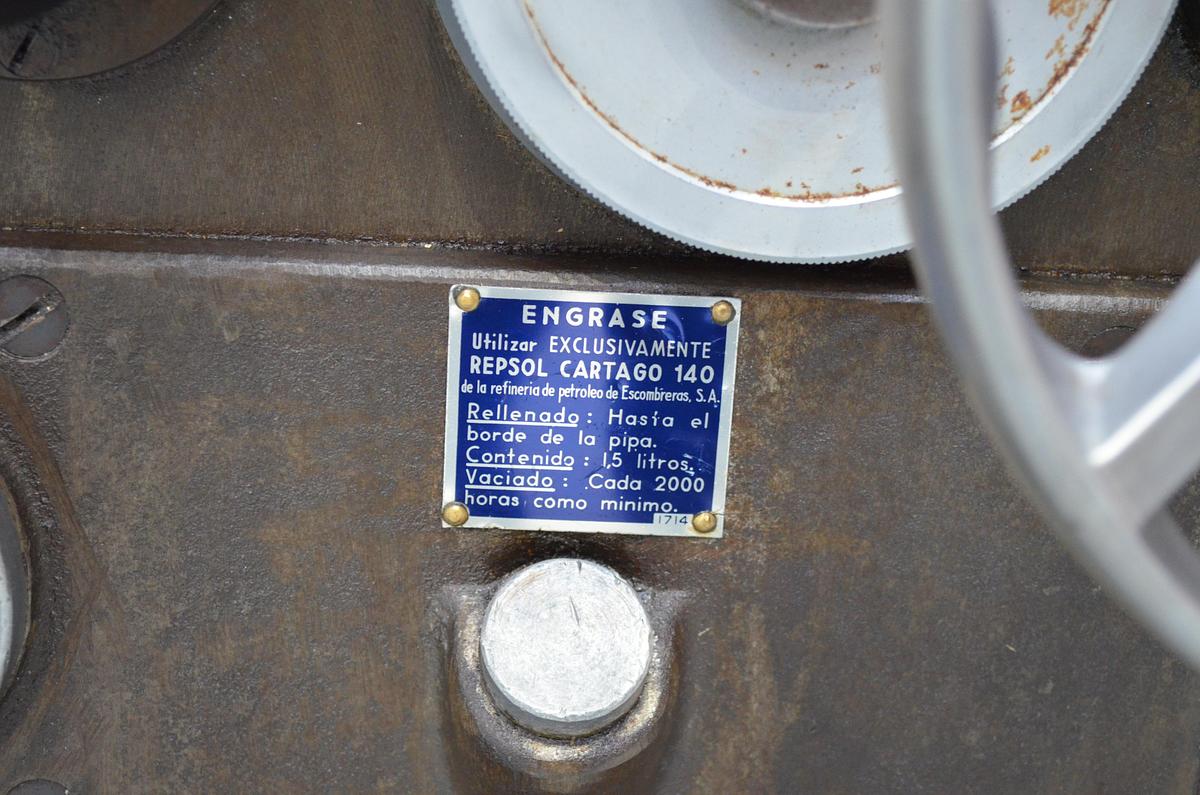 ENGRASE
Utilizar EXCLUSIVAMENTE
REPSOL CARTAGO 140
de la refineria de petroleo de Escombreras, S.A.
Rellenado: Hasta el
borde de la pipa.
Contenido: 1,5 litros.
Vaciado: Cada 2000
horas como minimo.
1714